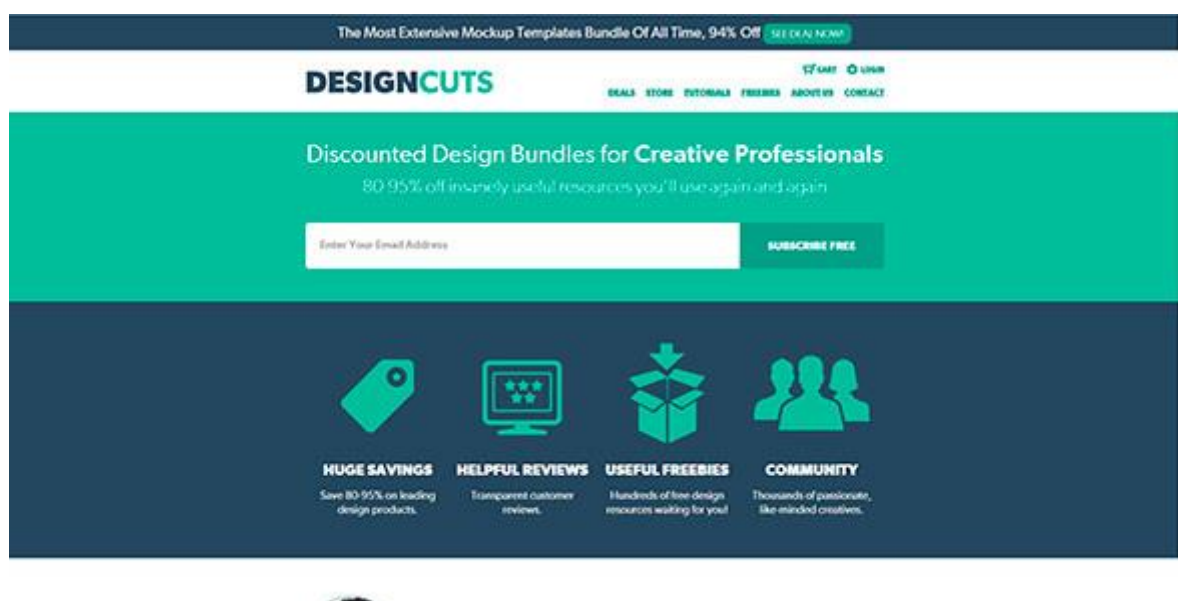 The Most Extensive Mockup Templates Bundle Of All Time, 94% Off SEE DEAL NOW!
DESIGNCUTS
CART LOGIN
DEALS STORE TUTORIALS FREEBIES ABOUT US CONTACT
Discounted Design Bundles for Creative Professionals
80-95% off insanely useful resources you'll use again and again
Enter Your Email Address SUBSCRIBE FREE
HUGE SAVINGS HELPFUL REVIEWS USEFUL FREEBIES COMMUNITY
Save 80-95% on leading Transparent customer Hundreds of free design Thousands of passionate,
design products. reviews. resources waiting for you! like-minded creatives.